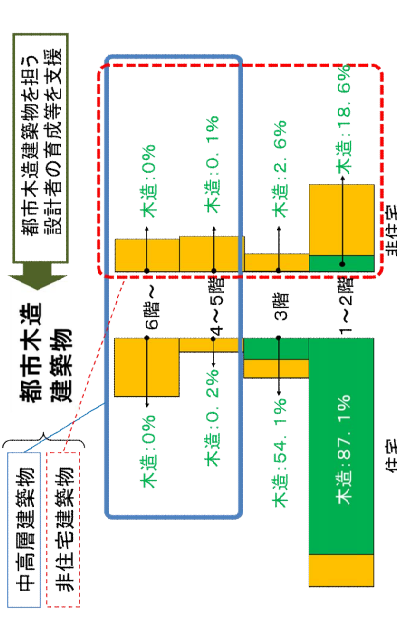 中高層建築物
非住宅建築物
都市木造
建築物
都市木造建築物を担う
設計者の育成等を支援
木造:0%
6階~
木造:0%
木造:0.2%
4~5階
木造:0.1%
木造:54.1%
3階
木造:2.6%
木造:87.1%
1~2階
木造:18.6%
住宅
非住宅